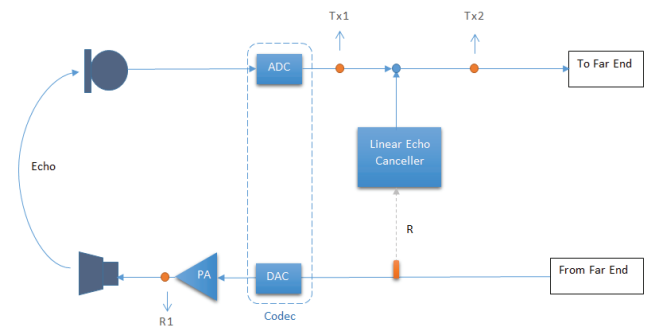 Tx1
Tx2
ADC
To Far End
Linear Echo
Canceller
Echo
R
PA
DAC
From Far End
R1
Codec